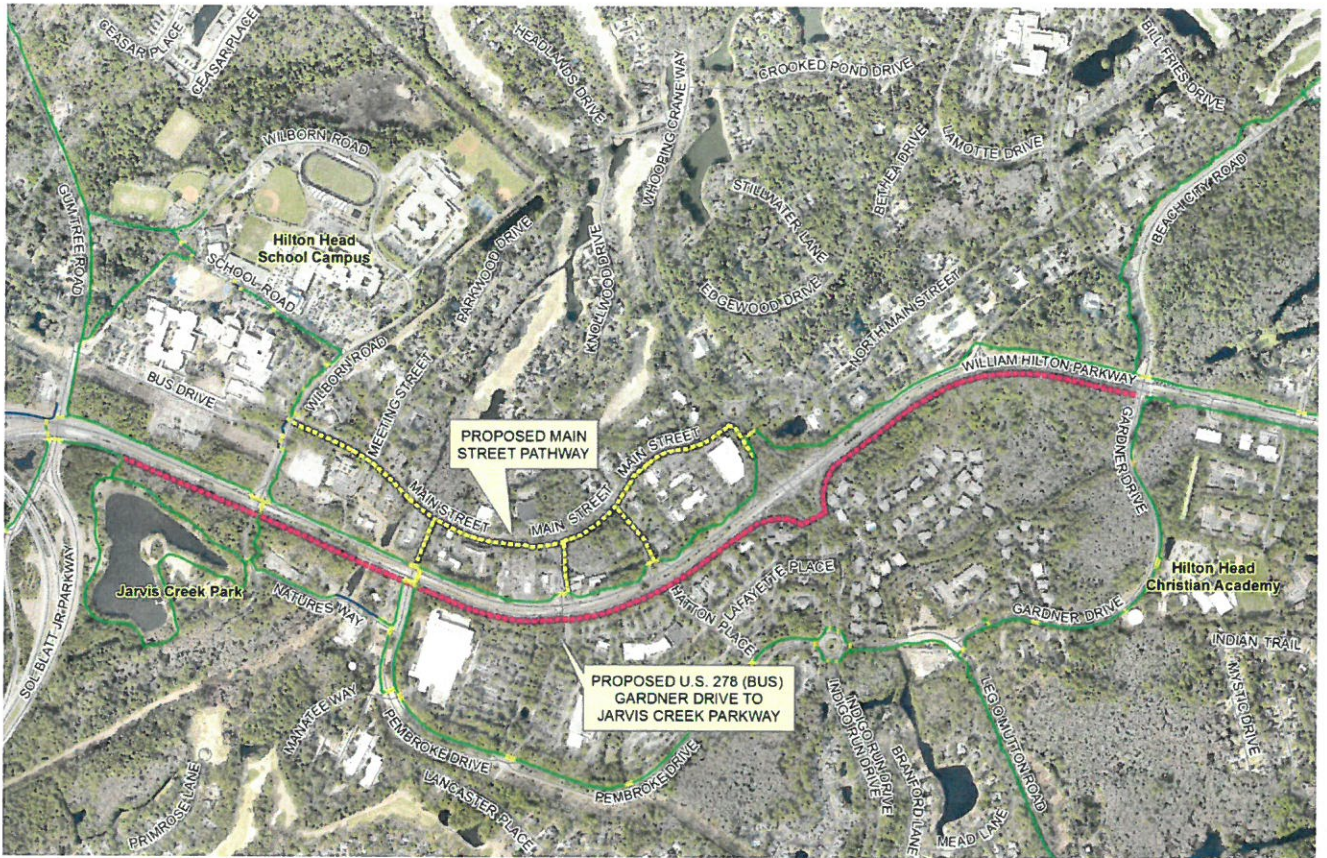 CEASAR PLACE
CEASAR PLACE
HEADLANDS DRIVE
CROOKED POND DRIVE
BILL FRIES DRIVE
WHOOPING CRANE WAY
LAMOTTE DRIVE
BETHEA DRIVE
WILBORN ROAD
GUM TREE ROAD
STILLWATER LANE
BEACH CITY ROAD
Hilton Head
School Campus
SCHOOL ROAD
PARKWOOD DRIVE
KNOLLWOOD DRIVE
EDGEWOOD DRIVE
NORTH MAIN STREET
WILBORN ROAD
MEETING STREET
BUS DRIVE
WILLIAM HILTON PARKWAY
PROPOSED MAIN
STREET PATHWAY
MAIN STREET
MAIN STREET
MAIN STREET
GARDNER DRIVE
SOL BLATT JR. PARKWAY
Jarvis Creek Park
NATURES WAY
LAFAYETTE PLACE
HATTON PLACE
Hilton Head
Christian Academy
GARDNER DRIVE
INDIAN TRAIL
MYSTIC DRIVE
PROPOSED U.S. 278 (BUS)
GARDNER DRIVE TO
JARVIS CREEK PARKWAY
MANATEE WAY
PEMBROKE DRIVE
PEMBROKE DRIVE
INDIGO RUN DRIVE
INDIGO RUN DRIVE
BRANFORD LANE
LEG O MUTTON ROAD
PRIMROSE LANE
LANCASTER PLACE
MEAD LANE